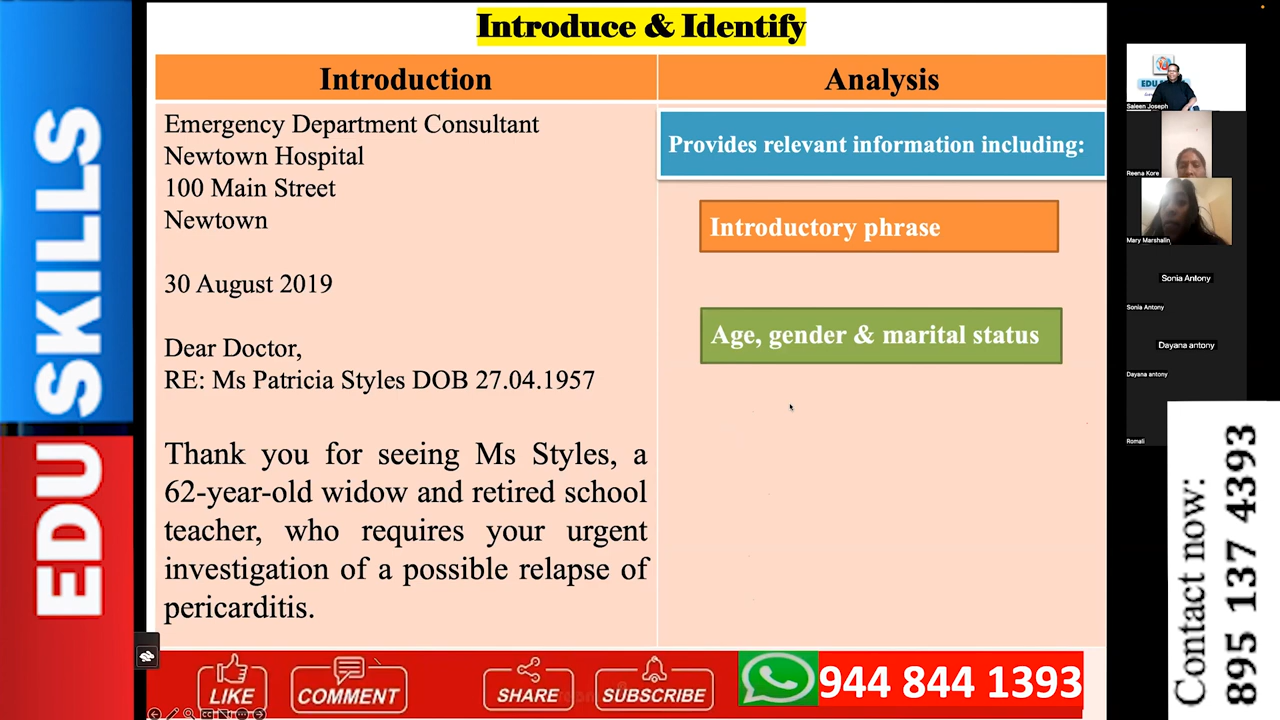 Introduce & Identify
Introduction
Analysis
Emergency Department Consultant
Newtown Hospital
100 Main Street
Newtown
30 August 2019
Dear Doctor,
RE: Ms Patricia Styles DOB 27.04.1957
Thank you for seeing Ms Styles, a
62-year-old widow and retired school
teacher, who requires your urgent
investigation of a possible relapse of
pericarditis.
Provides relevant information including:
Introductory phrase
Age, gender & marital status
EDU SKILLS
Saleen Joseph
Reena Kore
Mary Marshalin
Sonia Antony
Sonia Antony
Dayana antony
Dayana antony
Romali
Contact now:
895 137 4393
LIKE
COMMENT
SHARE
SUBSCRIBE
944 844 1393